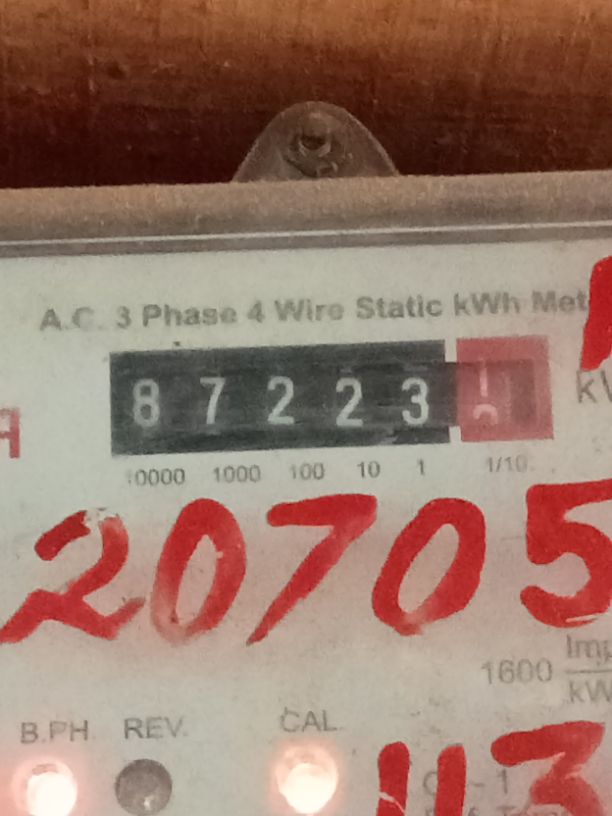 A.C. 3 Phase 4 Wire Static kWh Met
87223
10000 1000 100 10 1 1/10
20705
1600
B.PH. REV. CAL